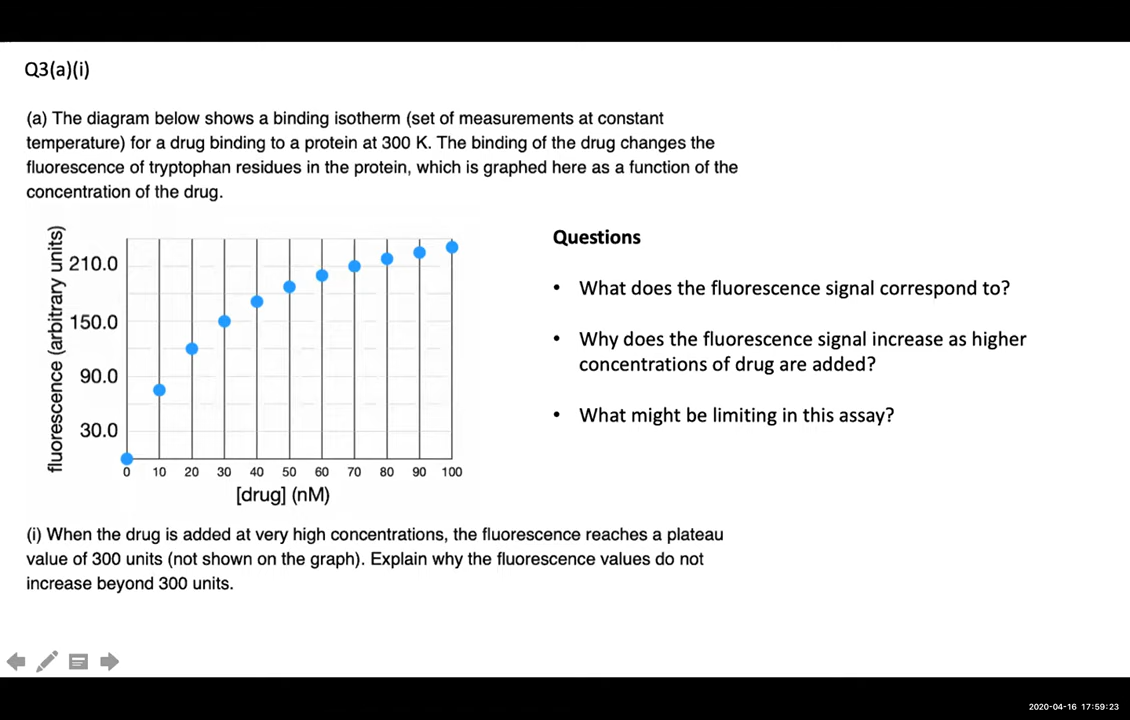 Q3(a)(i)
(a) The diagram below shows a binding isotherm (set of measurements at constant
temperature) for a drug binding to a protein at 300 K. The binding of the drug changes the
fluorescence of tryptophan residues in the protein, which is graphed here as a function of the
concentration of the drug.
fluorescence (arbitrary units)
210.0
150.0
90.0
30.0
0 10 20 30 40 50 60 70 80 90 100
[drug] (nM)
Questions
• What does the fluorescence signal correspond to?
• Why does the fluorescence signal increase as higher
concentrations of drug are added?
• What might be limiting in this assay?
(i) When the drug is added at very high concentrations, the fluorescence reaches a plateau
value of 300 units (not shown on the graph). Explain why the fluorescence values do not
increase beyond 300 units.
2020-04-16 17:59:23